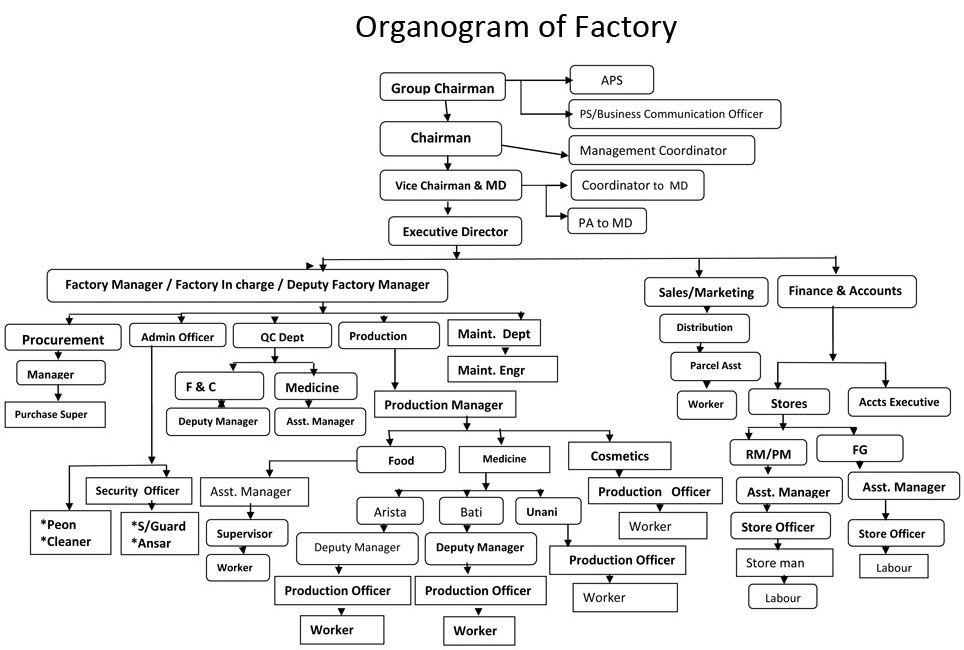 Organogram of Factory
Group Chairman
APS
PS/Business Communication Officer
Chairman
Management Coordinator
Vice Chairman & MD
Coordinator to MD
PA to MD
Executive Director
Factory Manager / Factory In charge / Deputy Factory Manager
Sales/Marketing
Finance & Accounts
Procurement
Admin Officer
QC Dept
Production
Maint. Dept
Distribution
Manager
F & C
Medicine
Maint. Engr
Parcel Asst
Purchase Super
Deputy Manager
Asst. Manager
Production Manager
Worker
Stores
Accts Executive
Food
Medicine
Cosmetics
RM/PM
FG
Security Officer
Asst. Manager
Production Officer
Asst. Manager
Asst. Manager
*Peon
*Cleaner
*S/Guard
*Ansar
Supervisor
Arista
Bati
Unani
Worker
Store Officer
Store Officer
Worker
Deputy Manager
Deputy Manager
Production Officer
Store man
Labour
Production Officer
Production Officer
Worker
Labour
Worker
Worker